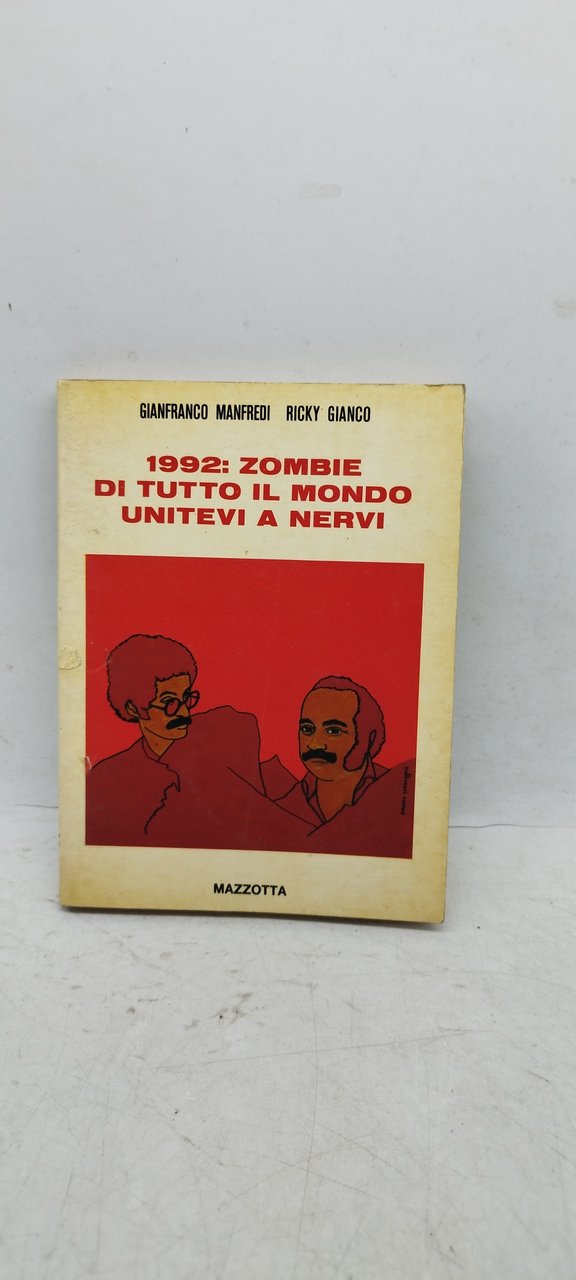 GIANFRANCO MANFREDI RICKY GIANCO
1992: ZOMBIE
DI TUTTO IL MONDO
UNITEVI A NERVI
MAZZOTTA